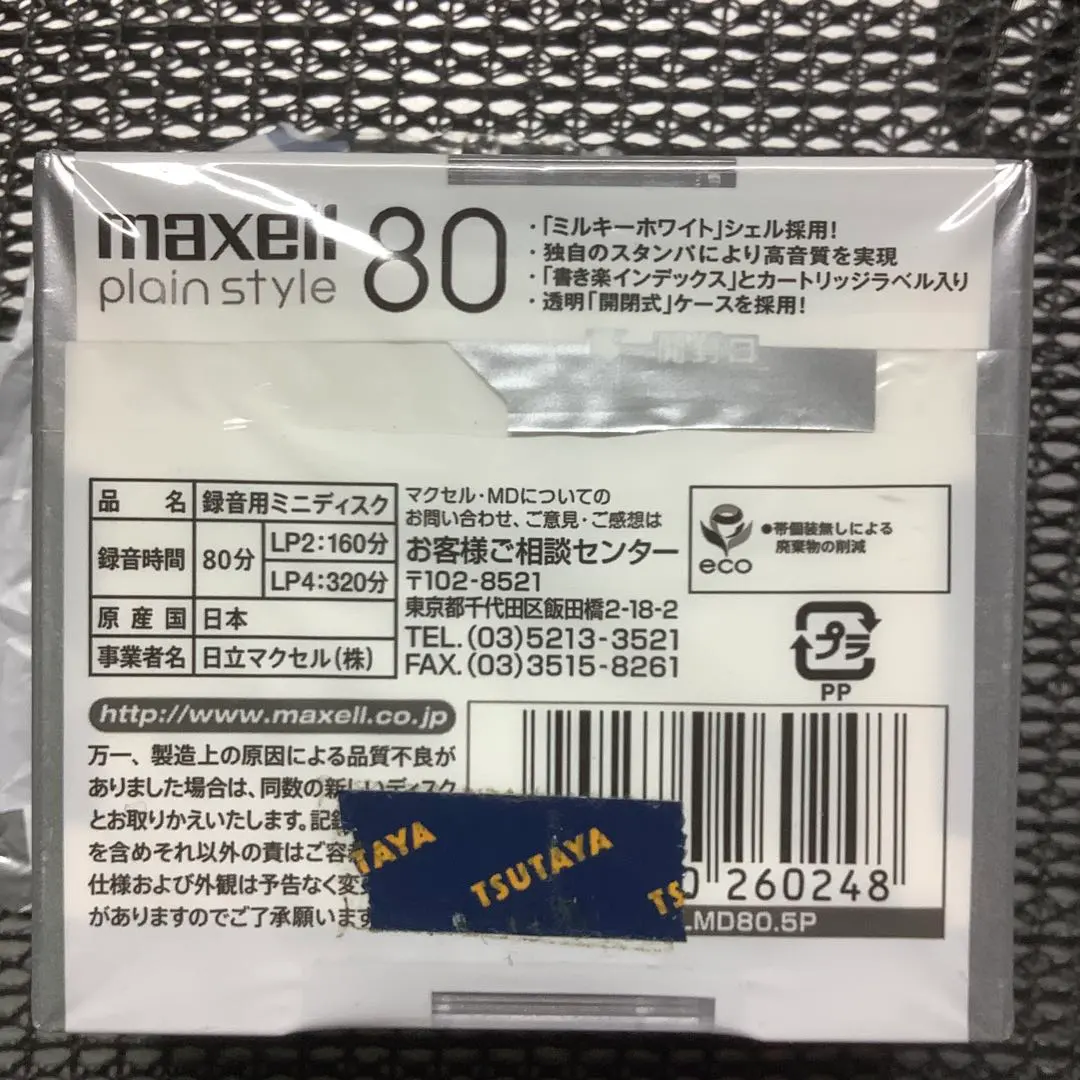 maxell
plain style
80
・「ミルキーホワイト」シェル採用!
・独自のスタンパにより高音質を実現
・「書き楽インデックス」とカートリッジラベル入り
・透明「開閉式」ケースを採用!
開封口
品名 録音用ミニディスク
録音時間 80分 LP2:160分
LP4:320分
原産国 日本
事業者名 日立マクセル(株)
マクセル・MDについての
お問い合わせ、ご意見・ご感想は
お客様ご相談センター
〒102-8521
東京都千代田区飯田橋2-18-2
TEL.(03)5213-3521
FAX.(03)3515-8261
eco
●帯個装無しによる
廃棄物の削減
プラ
PP
http://www.maxell.co.jp
万一、製造上の原因による品質不良が
ありました場合は、同数の新しいディスク
とお取りかえいたします。記
を含めそれ以外の責はご容
仕様および外観は予告なく変
がありますのでご了承願います
TAYA
TSUTAYA
TS
0 260248
LMD80.5P